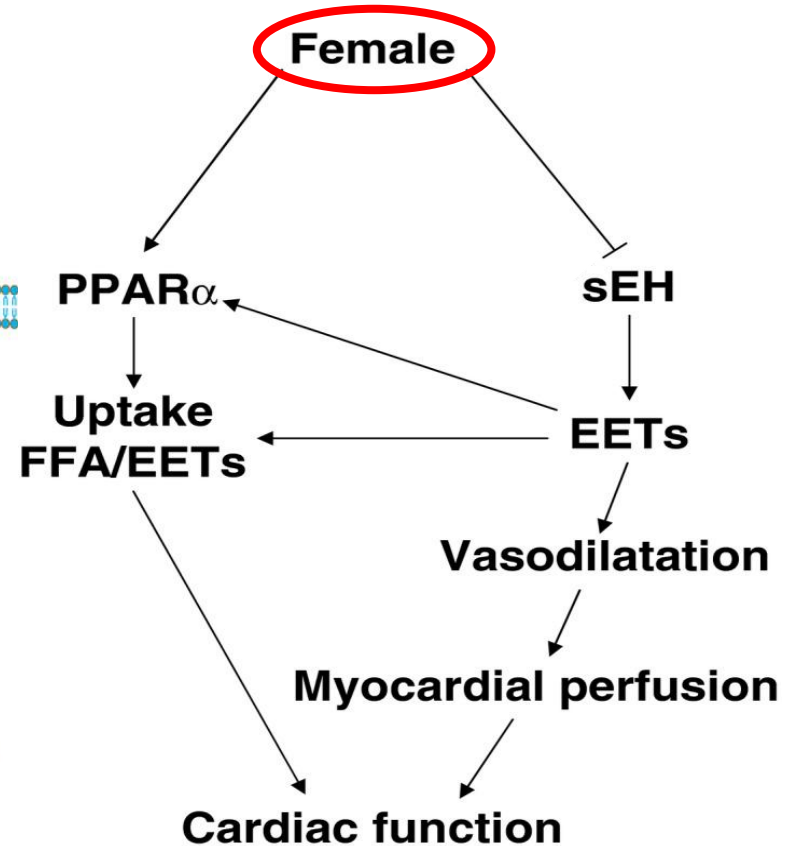 Female
PPARα
sEH
Uptake
FFA/EETs
EETs
Vasodilatation
Myocardial perfusion
Cardiac function